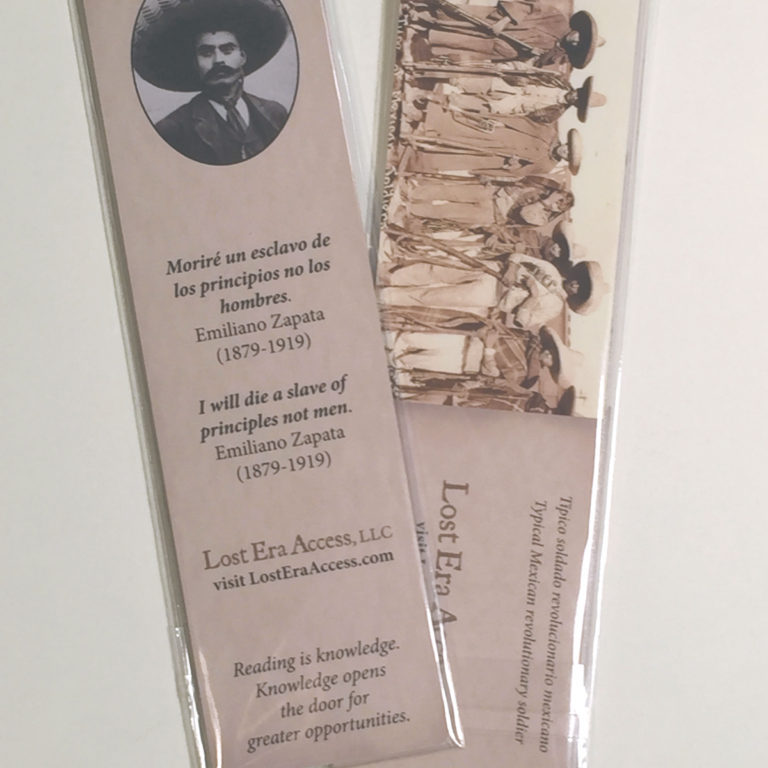 Moriré un esclavo de
los principios no los
hombres.
Emiliano Zapata
(1879-1919)
I will die a slave of
principles not men.
Emiliano Zapata
(1879-1919)
Lost Era Access, LLC
visit LostEraAccess.com
Reading is knowledge.
Knowledge opens
the door for
greater opportunities.
Típico soldado revolucionario mexicano
Typical Mexican revolutionary soldier
Lost Era
visit